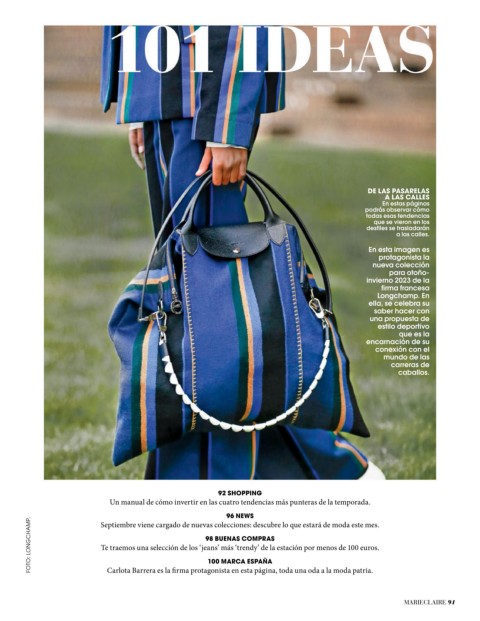 101 IDEAS
DE LAS PASARELAS
A LAS CALLES
En estas páginas
podrás observar cómo
todas esas tendencias
que se vieron en los
desfiles se trasladarán
a las calles.
En esta imagen es
protagonista la
nueva colección
para otoño-
invierno 2023 de la
firma francesa
Longchamp. En
ella, se celebra su
saber hacer con
una propuesta de
estilo deportivo
que es la
encarnación de su
conexión con el
mundo de las
carreras de
caballos.
92 SHOPPING
Un manual de cómo invertir en las cuatro tendencias más punteras de la temporada.
96 NEWS
Septiembre viene cargado de nuevas colecciones: descubre lo que estará de moda este mes.
98 BUENAS COMPRAS
Te traemos una selección de los 'jeans' más 'trendy' de la estación por menos de 100 euros.
100 MARCA ESPAÑA
Carlota Barrera es la firma protagonista en esta página, toda una oda a la moda patria.
FOTO: LONGCHAMP.
MARIECLAIRE 91